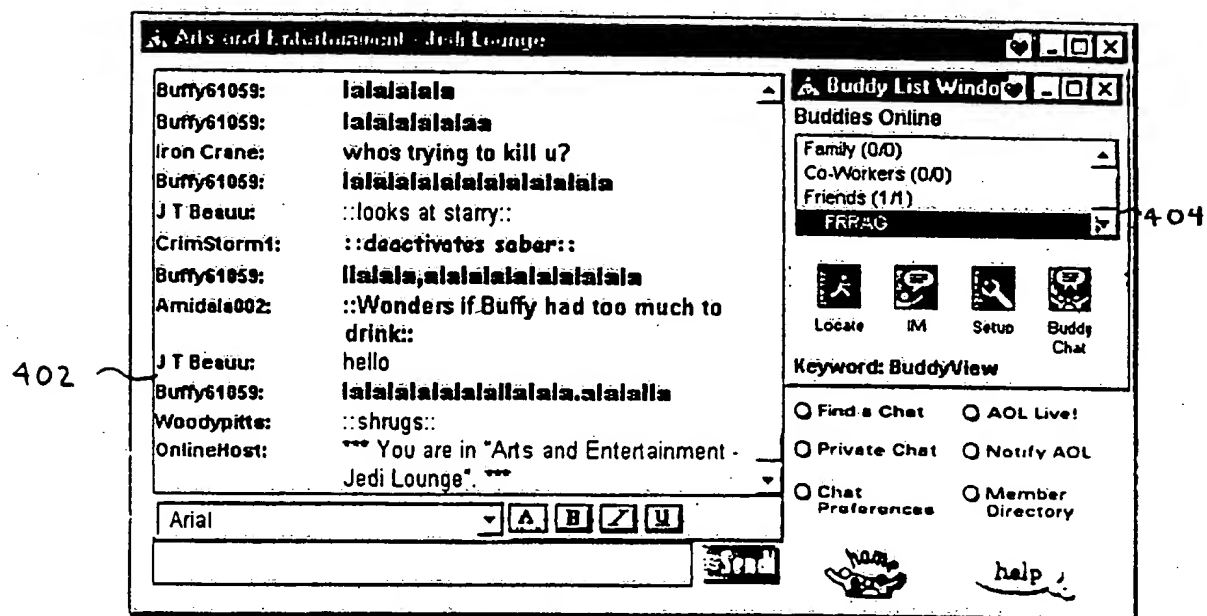 Arts and Entertainment - Jedi Lounge
Buffy61059: lalalalala
Buffy61059: lalalalalalaa
Iron Crane: whos trying to kill u?
Buffy61059: lalalalalalalalalalalala
J T Beauu: ::looks at starry::
CrimStorm1: ::deactivates saber::
Buffy61059: llalala,alalalalalalalalala
Amidala002: ::Wonders if Buffy had too much to
drink::
J T Beauu: hello
Buffy61059: lalalalalalalallalala.alalalla
Woodypitts: ::shrugs::
OnlineHost: *** You are in "Arts and Entertainment -
Jedi Lounge". ***
Arial A B I U
Send
Buddy List Windo
Buddies Online
Family (0/0)
Co-Workers (0/0)
Friends (1/1)
FRRAG
Locate IM Setup Buddy
Chat
Keyword: BuddyView
Find a Chat AOL Live!
Private Chat Notify AOL
Chat Member
Preferences Directory
home help
402
404